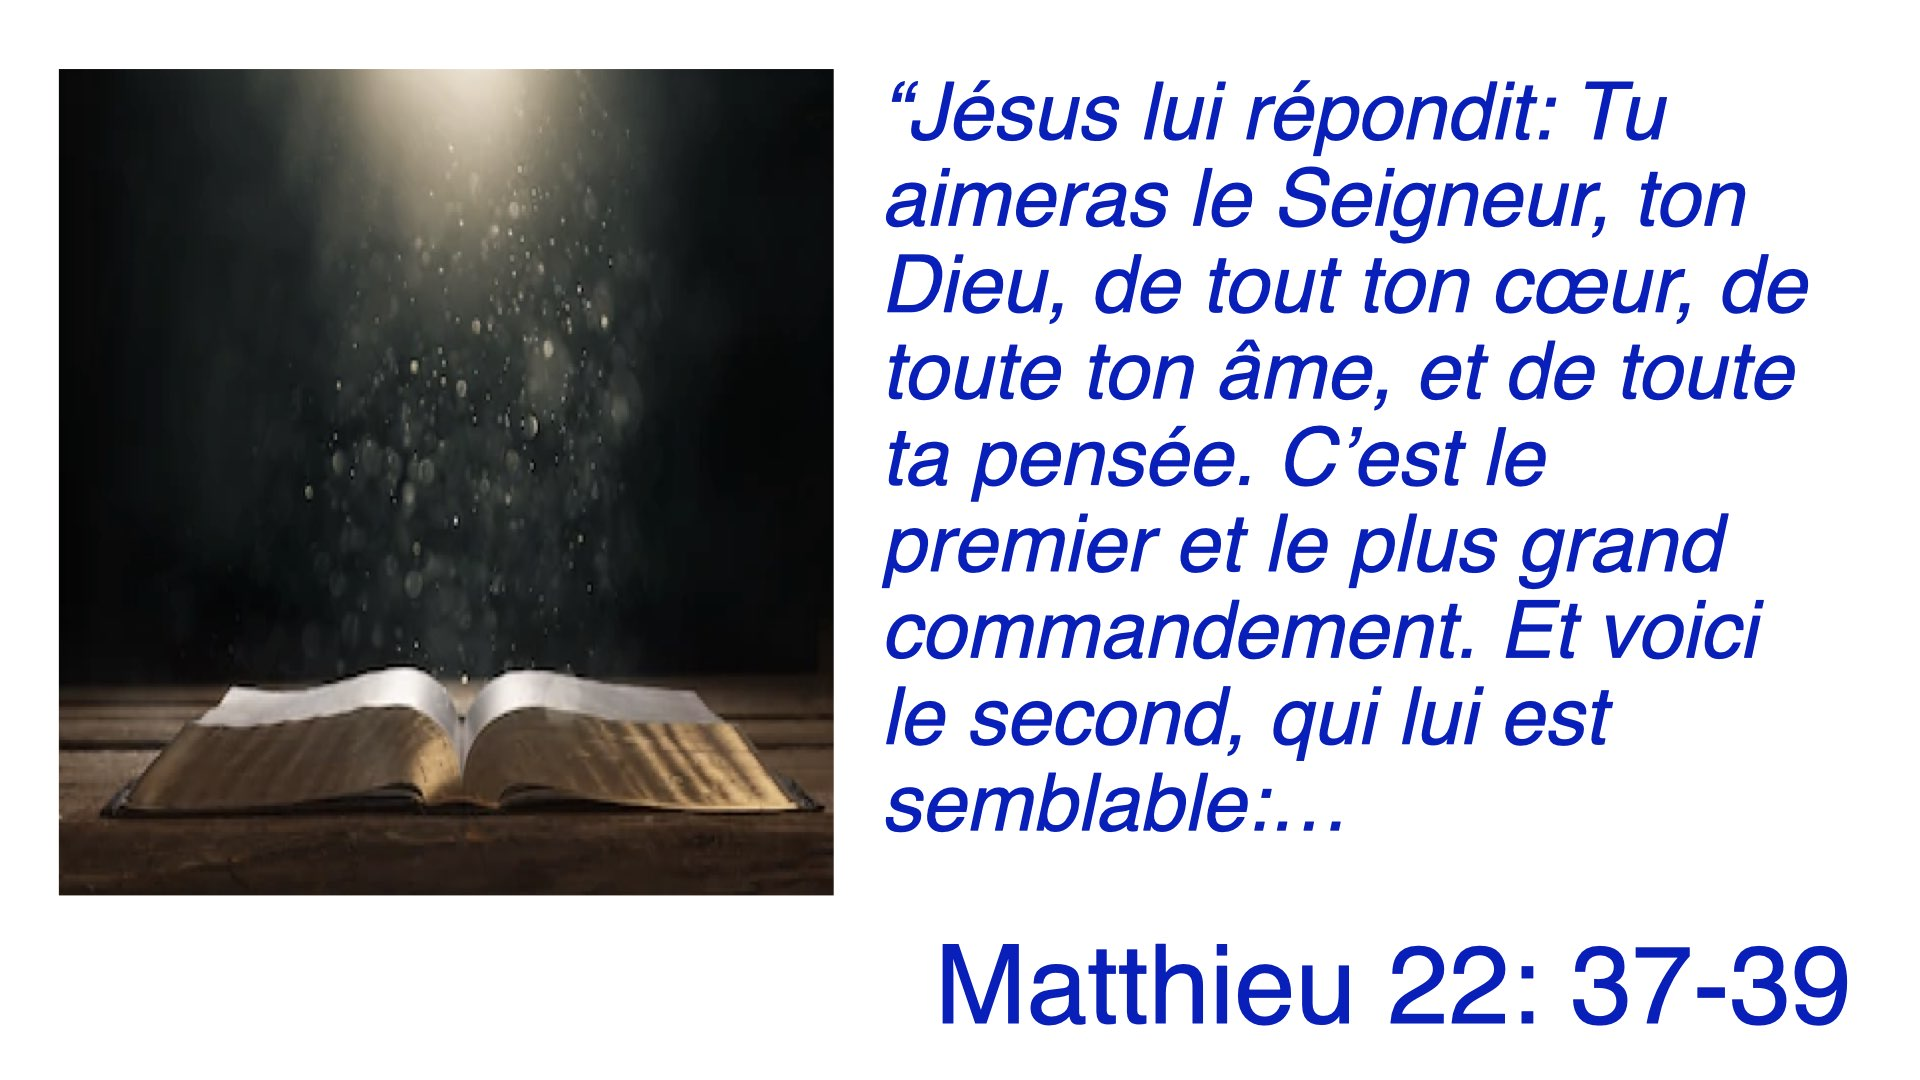 “Jésus lui répondit: Tu
aimeras le Seigneur, ton
Dieu, de tout ton cœur, de
toute ton âme, et de toute
ta pensée. C’est le
premier et le plus grand
commandement. Et voici
le second, qui lui est
semblable:…
Matthieu 22: 37-39